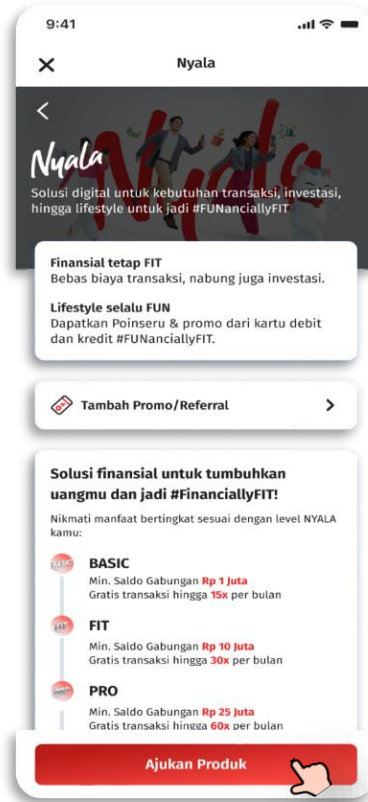 9:41
Nyala
Nyala
Solusi digital untuk kebutuhan transaksi, investasi,
hingga lifestyle untuk jadi #FUNanciallyFIT
Finansial tetap FIT
Bebas biaya transaksi, nabung juga investasi.
Lifestyle selalu FUN
Dapatkan Poinseru & promo dari kartu debit
dan kredit #FUNanciallyFIT.
Tambah Promo/Referral
Solusi finansial untuk tumbuhkan
uangmu dan jadi #FinanciallyFIT!
Nikmati manfaat bertingkat sesuai dengan level NYALA
kamu:
BASIC
BASIC
Min. Saldo Gabungan Rp 1 Juta
Gratis transaksi hingga 15x per bulan
FIT
FIT
Min. Saldo Gabungan Rp 10 Juta
Gratis transaksi hingga 30x per bulan
PRO
PRO
Min. Saldo Gabungan Rp 25 Juta
Gratis transaksi hingga 60x per bulan
Ajukan Produk